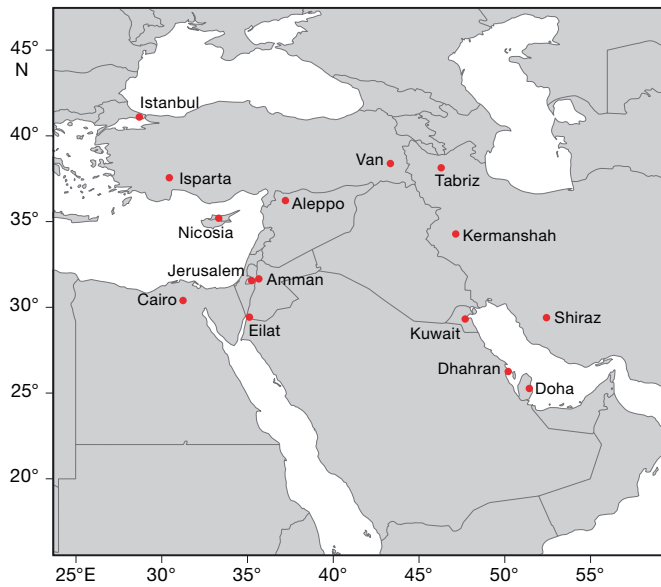 45°
N
40°
35°
30°
25°
20°
Istanbul
Van
Tabriz
Isparta
Aleppo
Nicosia
Kermanshah
Jerusalem
Amman
Cairo
Eilat
Kuwait
Shiraz
Dhahran
Doha
25°E 30° 35° 40° 45° 50° 55°